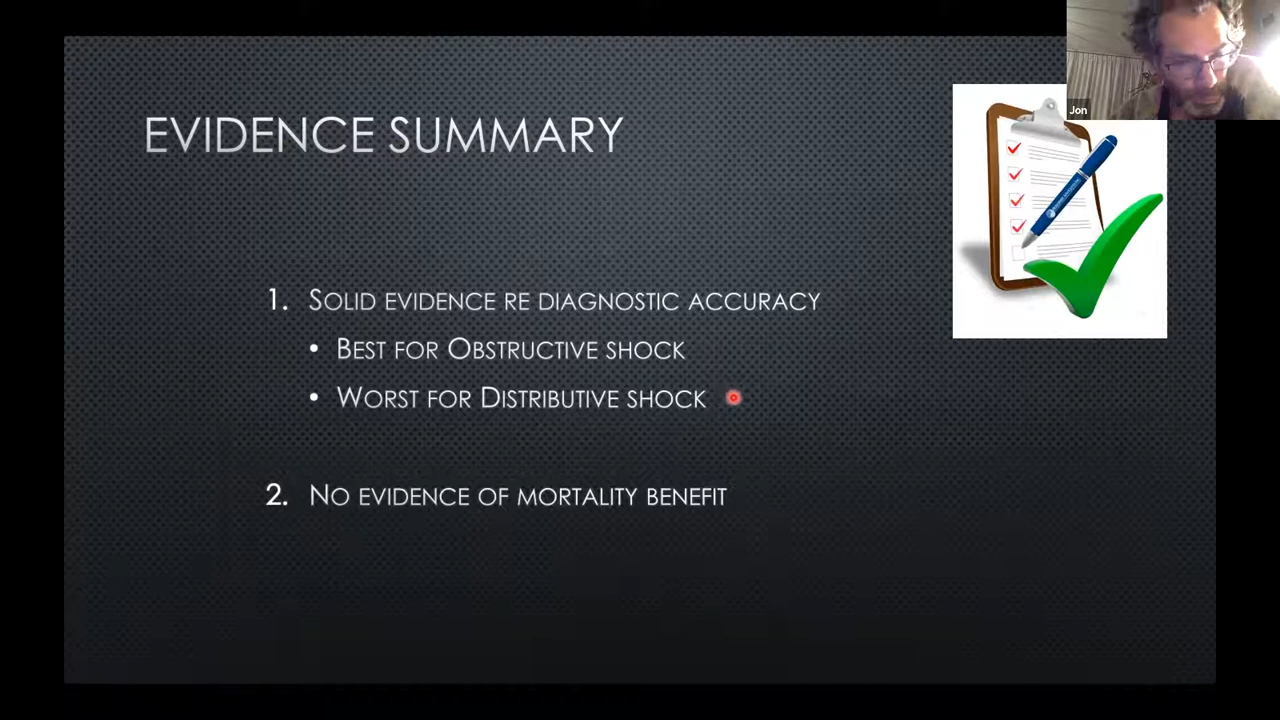 Jon
EVIDENCE SUMMARY
1. SOLID EVIDENCE RE DIAGNOSTIC ACCURACY
• BEST FOR OBSTRUCTIVE SHOCK
• WORST FOR DISTRIBUTIVE SHOCK
2. NO EVIDENCE OF MORTALITY BENEFIT